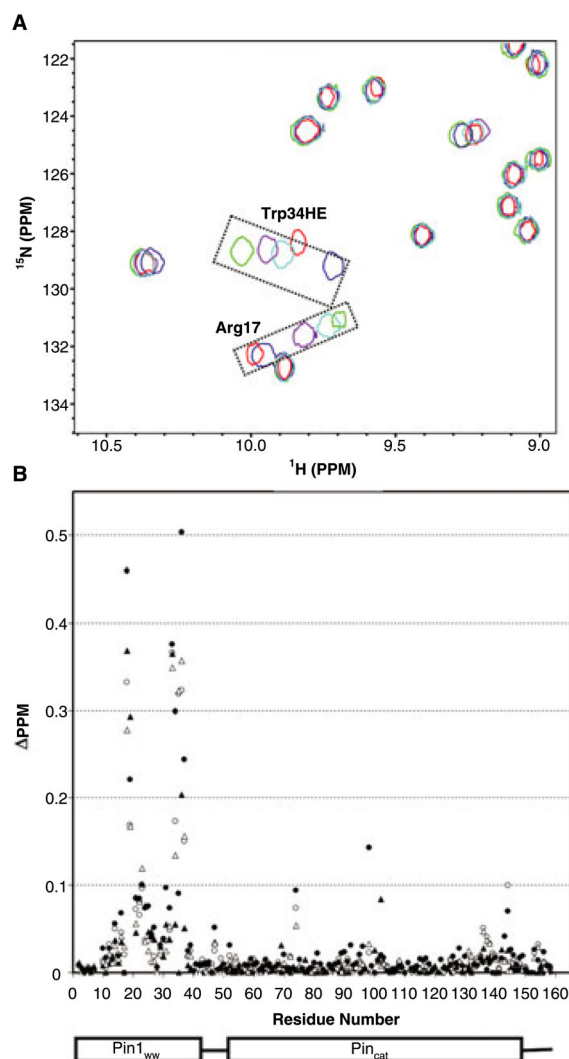 A
122
124
126
128
130
132
134
¹⁵N (PPM)
Trp34HE
Arg17
10.5 10.0 9.5 9.0
¹H (PPM)
B
0.5
0.4
0.3
0.2
0.1
0
ΔPPM
0 10 20 30 40 50 60 70 80 90 100 110 120 130 140 150 160
Residue Number
Pin1ww Pincat